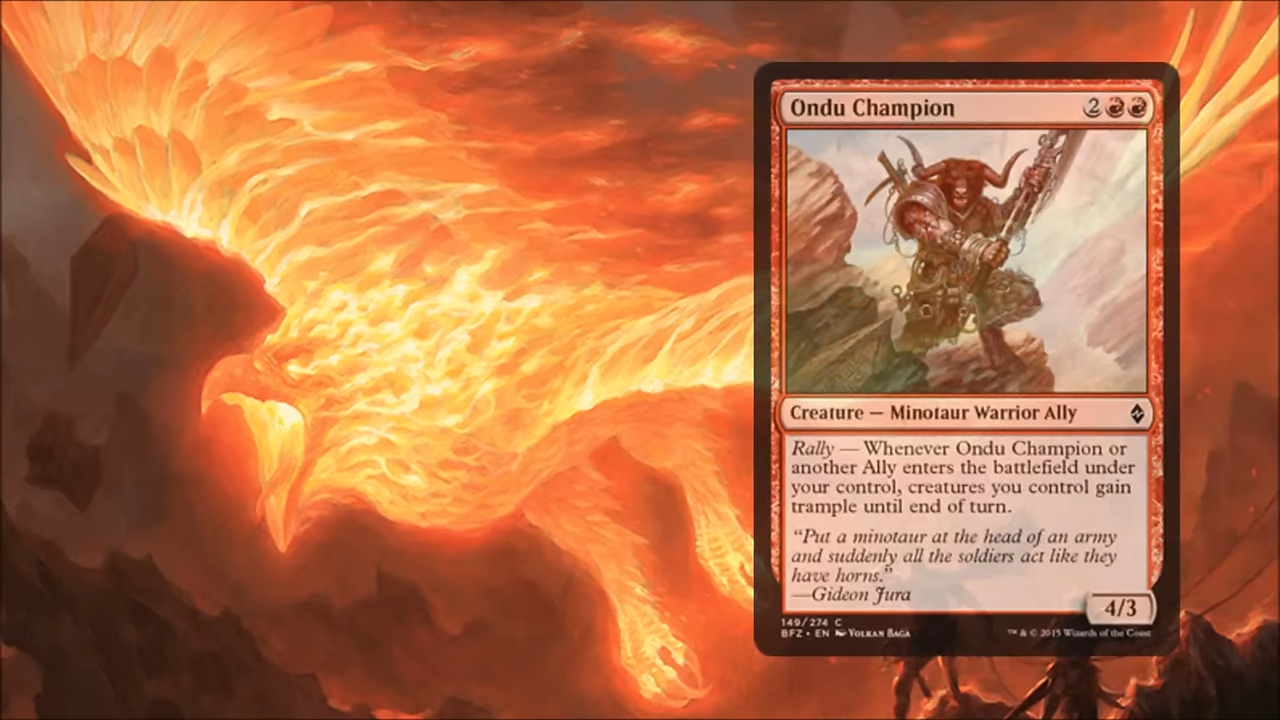 Ondu Champion 2
Creature — Minotaur Warrior Ally
Rally — Whenever Ondu Champion or
another Ally enters the battlefield under
your control, creatures you control gain
trample until end of turn.
“Put a minotaur at the head of an army
and suddenly all the soldiers act like they
have horns.”
—Gideon Jura
4/3
149/274 C
BFZ • EN Volkan Baga
™ & © 2015 Wizards of the Coast